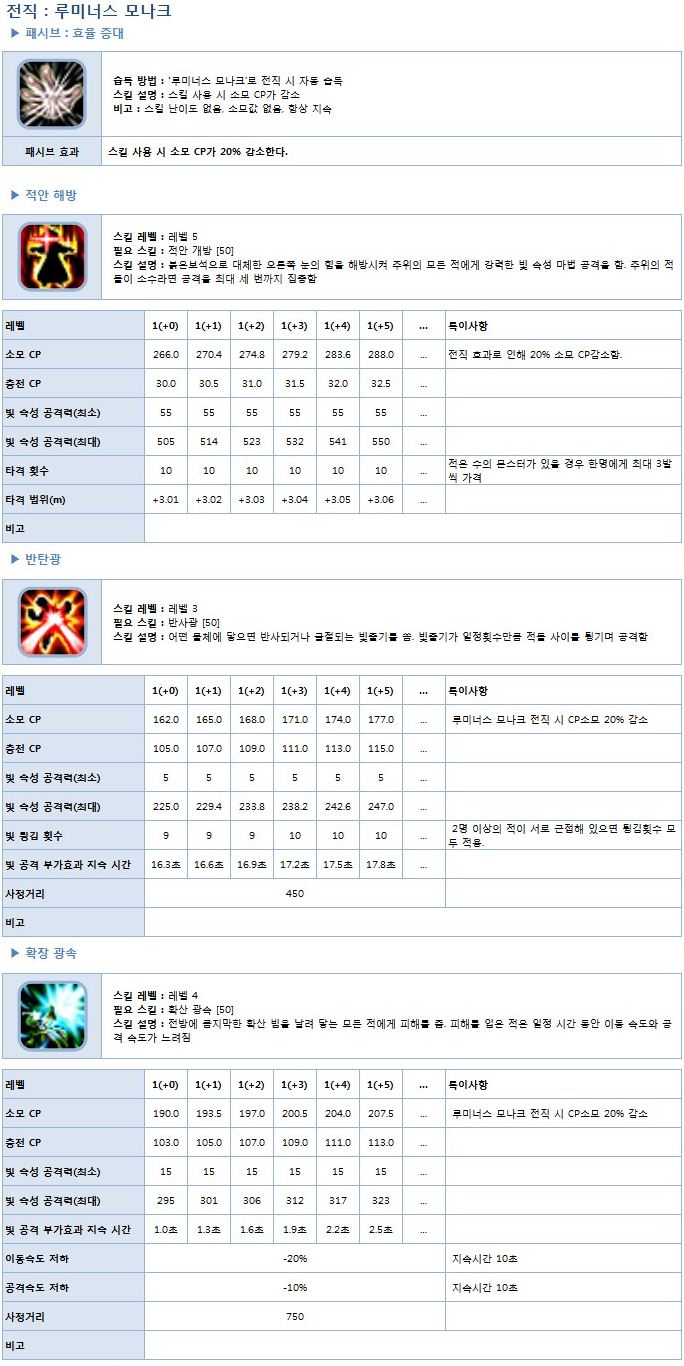 전직 : 루미너스 모나크
▶ 패시브 : 효율 증대
습득 방법 : '루미너스 모나크'로 전직 시 자동 습득
스킬 설명 : 스킬 사용 시 소모 CP가 감소
비고 : 스킬 난이도 없음, 소모값 없음, 항상 지속
패시브 효과 스킬 사용 시 소모 CP가 20% 감소한다.
▶ 적안 해방
스킬 레벨 : 레벨 5
필요 스킬 : 적안 개방 [50]
스킬 설명 : 붉은보석으로 대체한 오른쪽 눈의 힘을 해방시켜 주위의 모든 적에게 강력한 빛 속성 마법 공격을 함. 주위의 적
들이 소수라면 공격을 최대 세 번까지 집중함
레벨 1(+0) 1(+1) 1(+2) 1(+3) 1(+4) 1(+5) ... 특이사항
소모 CP 266.0 270.4 274.8 279.2 283.6 288.0 ... 전직 효과로 인해 20% 소모 CP감소함.
충전 CP 30.0 30.5 31.0 31.5 32.0 32.5 ...
빛 속성 공격력(최소) 55 55 55 55 55 55 ...
빛 속성 공격력(최대) 505 514 523 532 541 550 ...
타격 횟수 10 10 10 10 10 10 ... 적은 수의 몬스터가 있을 경우 한명에게 최대 3발
씩 가격
타격 범위(m) +3.01 +3.02 +3.03 +3.04 +3.05 +3.06 ...
비고
▶ 반탄광
스킬 레벨 : 레벨 3
필요 스킬 : 반사광 [50]
스킬 설명 : 어떤 물체에 닿으면 반사되거나 굴절되는 빛줄기를 쏨. 빛줄기가 일정횟수만큼 적들 사이를 튕기며 공격함
레벨 1(+0) 1(+1) 1(+2) 1(+3) 1(+4) 1(+5) ... 특이사항
소모 CP 162.0 165.0 168.0 171.0 174.0 177.0 ... 루미너스 모나크 전직 시 CP소모 20% 감소
충전 CP 105.0 107.0 109.0 111.0 113.0 115.0 ...
빛 속성 공격력(최소) 5 5 5 5 5 5 ...
빛 속성 공격력(최대) 225.0 229.4 233.8 238.2 242.6 247.0 ...
빛 튕김 횟수 9 9 9 10 10 10 ... 2명 이상의 적이 서로 근접해 있으면 튕김횟수 모
두 적용.
빛 공격 부가효과 지속 시간 16.3초 16.6초 16.9초 17.2초 17.5초 17.8초 ...
사정거리 450
비고
▶ 확장 광속
스킬 레벨 : 레벨 4
필요 스킬 : 확산 광속 [50]
스킬 설명 : 전방에 큼지막한 확산 빔을 날려 닿는 모든 적에게 피해를 줌. 피해를 입은 적은 일정 시간 동안 이동 속도와 공
격 속도가 느려짐
레벨 1(+0) 1(+1) 1(+2) 1(+3) 1(+4) 1(+5) ... 특이사항
소모 CP 190.0 193.5 197.0 200.5 204.0 207.5 ... 루미너스 모나크 전직 시 CP소모 20% 감소
충전 CP 103.0 105.0 107.0 109.0 111.0 113.0 ...
빛 속성 공격력(최소) 15 15 15 15 15 15 ...
빛 속성 공격력(최대) 295 301 306 312 317 323 ...
빛 공격 부가효과 지속 시간 1.0초 1.3초 1.6초 1.9초 2.2초 2.5초 ...
이동속도 저하 -20% 지속시간 10초
공격속도 저하 -10% 지속시간 10초
사정거리 750
비고